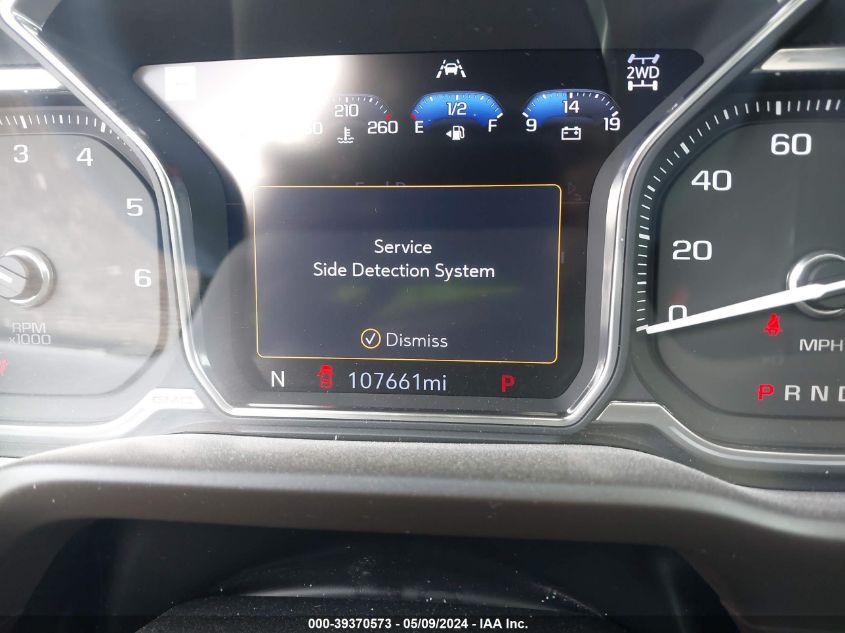 2WD
210
260
E 1/2 F
9 14 19
3
4
5
6
RPM
x1000
Service
Side Detection System
Dismiss
N
107661mi
P
60
40
20
0
MPH
P R N D
GMC
000-39370573 - 05/09/2024 - IAA Inc.